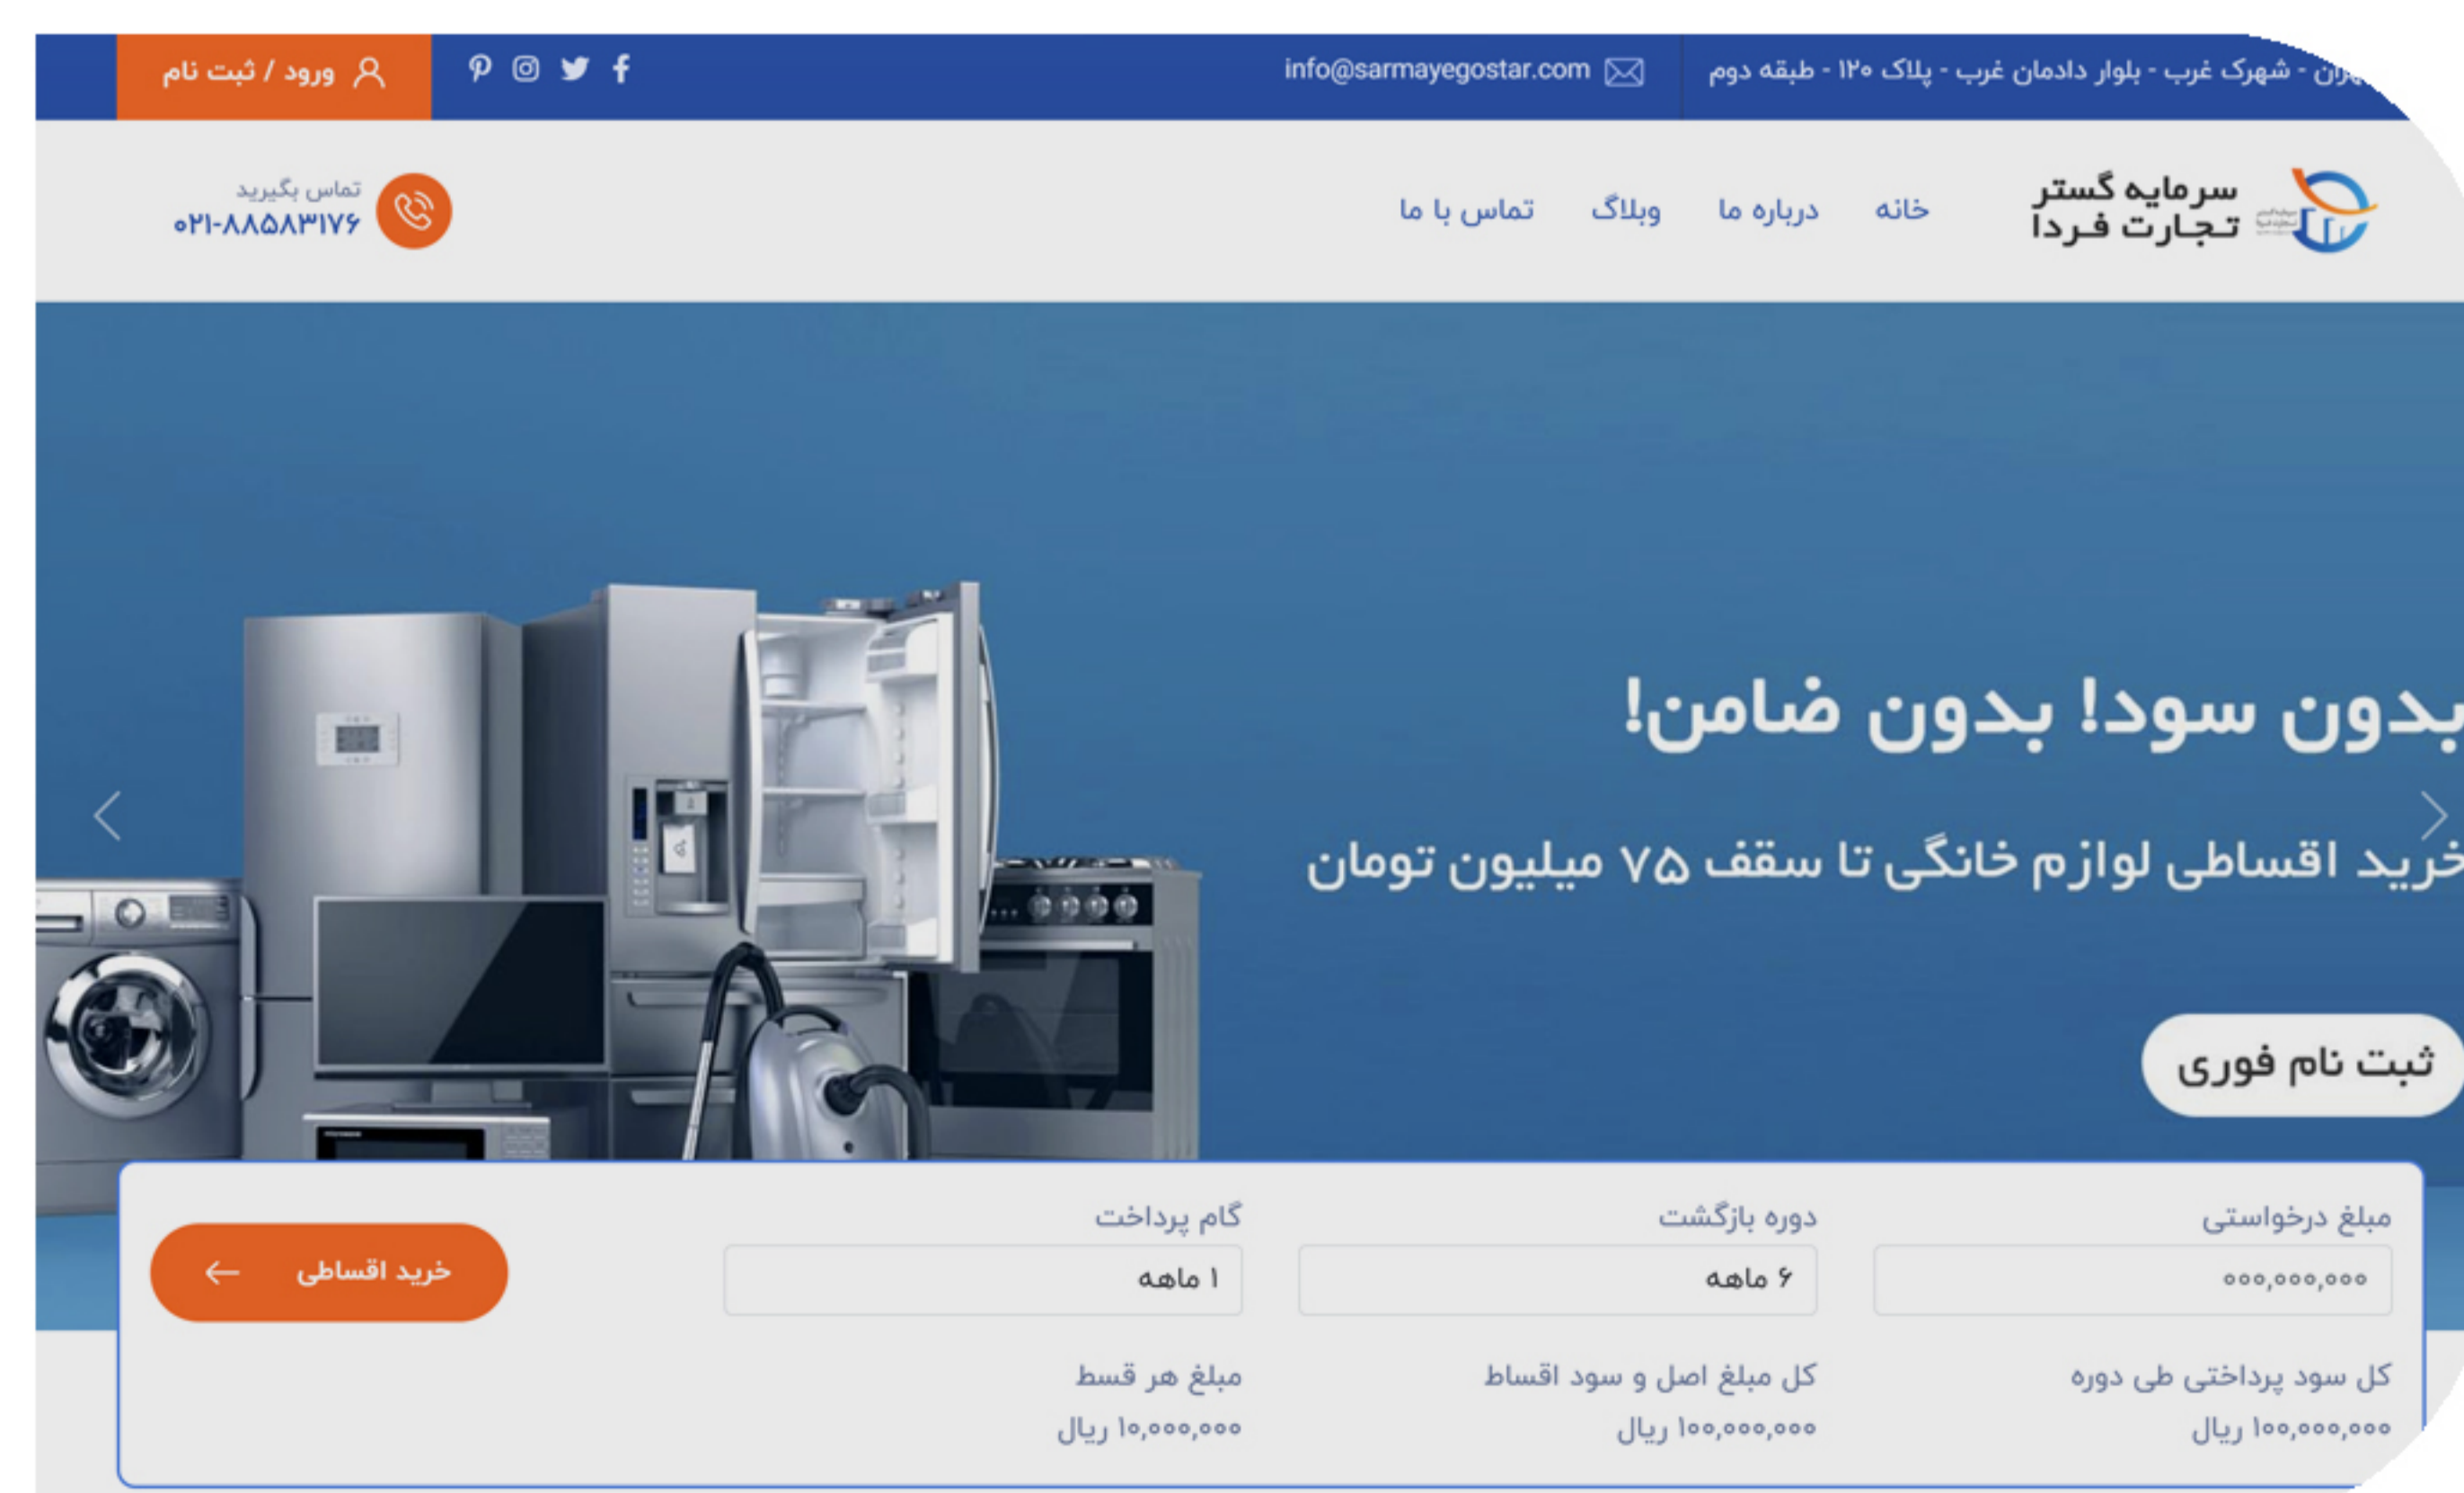 تهران - شهرک غرب - بلوار دادمان غرب - پلاک ۱۲۰ - طبقه دوم
info@sarmayegostar.com
ورود / ثبت نام
سرمایه گستر
تجارت فردا
خانه
درباره ما
وبلاگ
تماس با ما
تماس بگیرید
۰۲۱-۸۸۵۸۳۱۷۶
بدون سود! بدون ضامن!
خرید اقساطی لوازم خانگی تا سقف ۷۵ میلیون تومان
ثبت نام فوری
مبلغ درخواستی
دوره بازگشت
گام پرداخت
۰۰۰,۰۰۰,۰۰۰
۶ ماهه
۱ ماهه
خرید اقساطی
کل سود پرداختی طی دوره
کل مبلغ اصل و سود اقساط
مبلغ هر قسط
۱۰۰,۰۰۰,۰۰۰ ریال
۱۰۰,۰۰۰,۰۰۰ ریال
۱۰,۰۰۰,۰۰۰ ریال